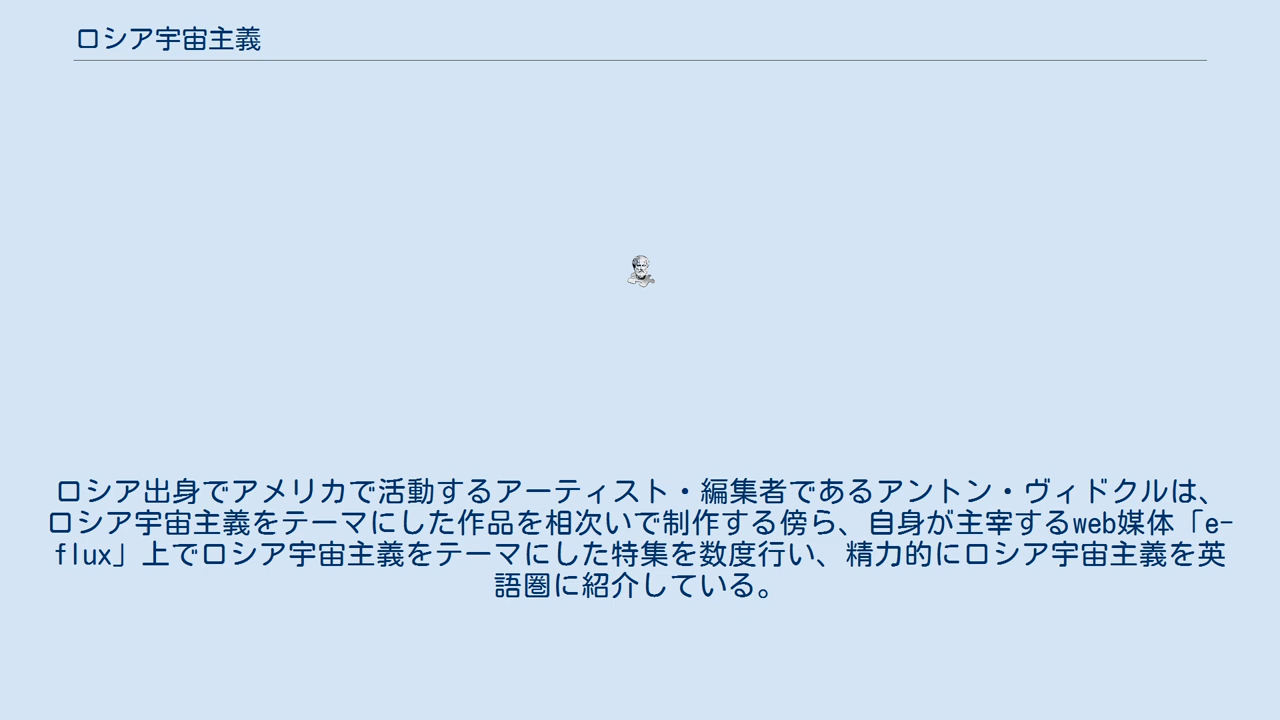 ロシア宇宙主義
ロシア出身でアメリカで活動するアーティスト・編集者であるアントン・ヴィドクルは、
ロシア宇宙主義をテーマにした作品を相次いで制作する傍ら、自身が主宰するweb媒体「e-
flux」上でロシア宇宙主義をテーマにした特集を数度行い、精力的にロシア宇宙主義を英
語圏に紹介している。